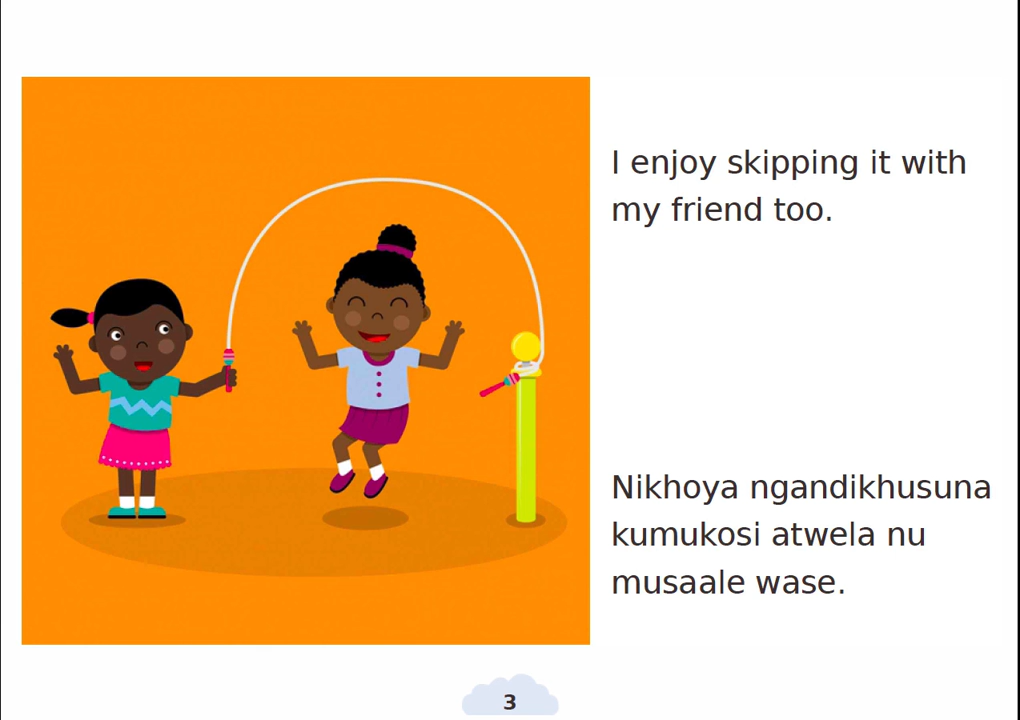 I enjoy skipping it with
my friend too.
Nikhoya ngandikhusuna
kumukosi atwela nu
musaale wase.
3